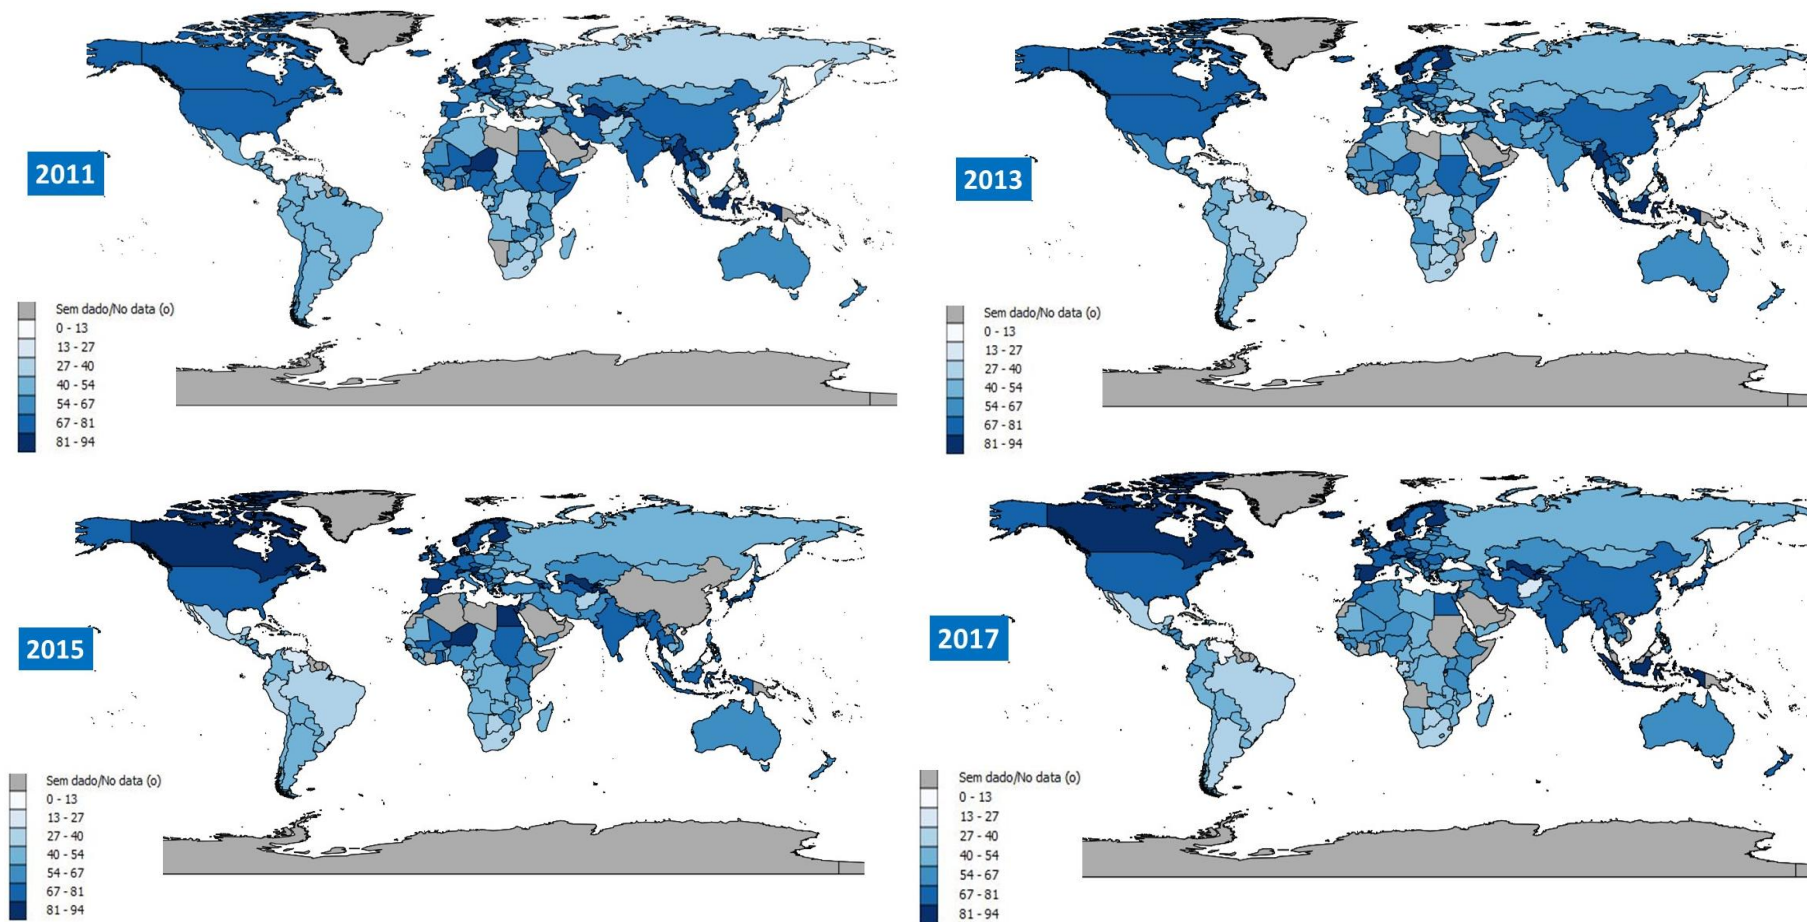 2011
Sem dado/No data (o)
0 - 13
13 - 27
27 - 40
40 - 54
54 - 67
67 - 81
81 - 94
2013
Sem dado/No data (o)
0 - 13
13 - 27
27 - 40
40 - 54
54 - 67
67 - 81
81 - 94
2015
Sem dado/No data (o)
0 - 13
13 - 27
27 - 40
40 - 54
54 - 67
67 - 81
81 - 94
2017
Sem dado/No data (o)
0 - 13
13 - 27
27 - 40
40 - 54
54 - 67
67 - 81
81 - 94